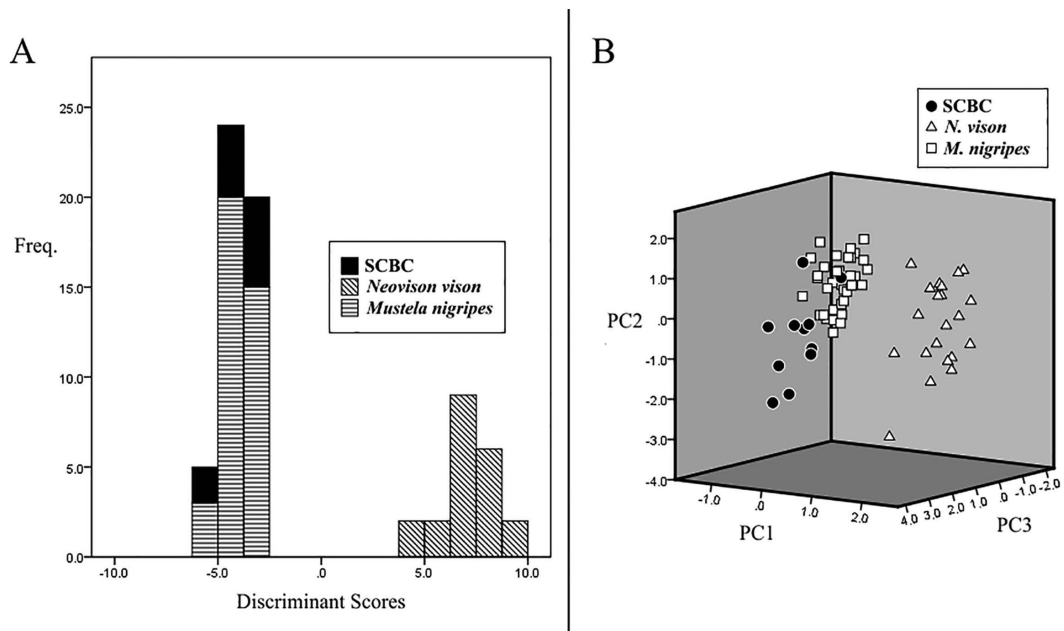 A
25.0
20.0
15.0
10.0
5.0
0.0
Freq.
SCBC
Neovison vison
Mustela nigripes
-10.0 -5.0 .0 5.0 10.0
Discriminant Scores
B
SCBC
N. vison
M. nigripes
2.0
1.0
.0
-1.0
-2.0
-3.0
-4.0
PC2
-1.0 .0 1.0 2.0
PC1
4.0 3.0 2.0 1.0 .0 -1.0 -2.0
PC3